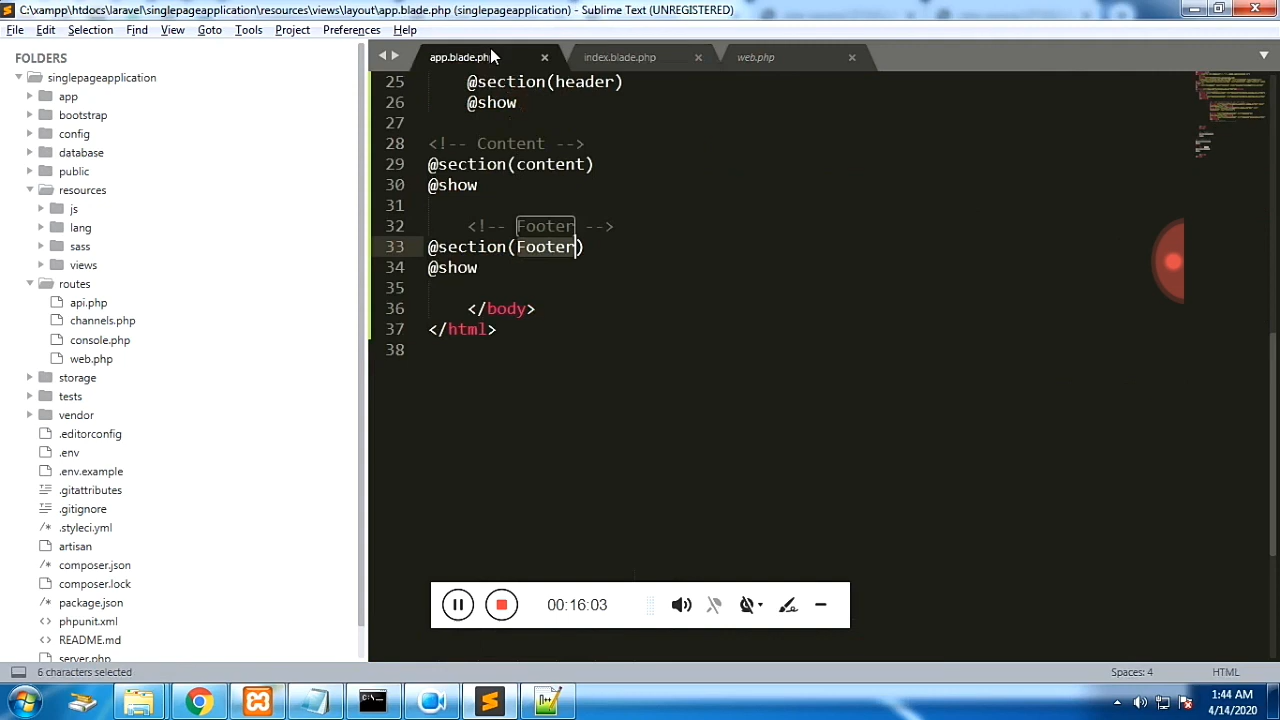 C:\xampp\htdocs\laravel\singlepageapplication\resources\views\layout\app.blade.php (singlepageapplication) - Sublime Text (UNREGISTERED)
File Edit Selection Find View Goto Tools Project Preferences Help
FOLDERS
singlepageapplication
app
bootstrap
config
database
public
resources
js
lang
sass
views
routes
api.php
channels.php
console.php
web.php
storage
tests
vendor
.editorconfig
.env
.env.example
.gitattributes
.gitignore
.styleci.yml
artisan
composer.json
composer.lock
package.json
phpunit.xml
README.md
server.php
app.blade.php index.blade.php web.php
25 @section(header)
26 @show
27
28 <!-- Content -->
29 @section(content)
30 @show
31
32 <!-- Footer -->
33 @section(Footer)
34 @show
35
36 </body>
37 </html>
38
00:16:03
6 characters selected Spaces: 4 HTML
1:44 AM
4/14/2020